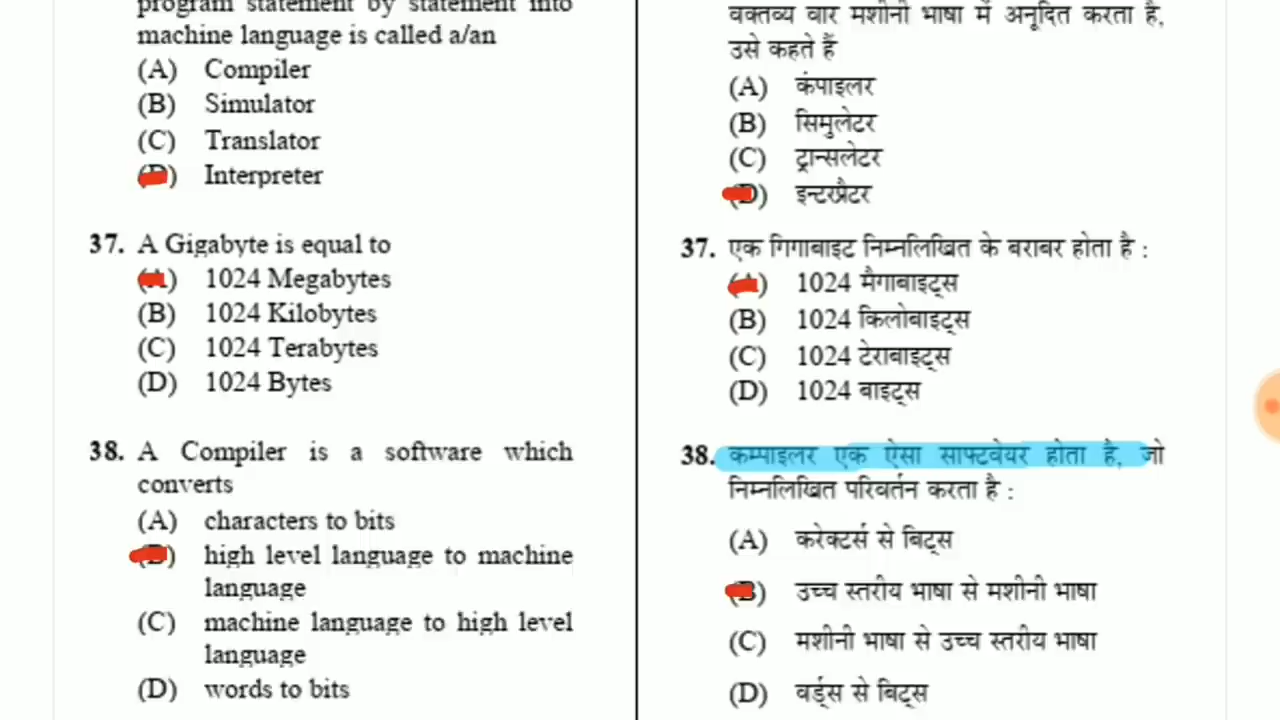 program statement by statement into
machine language is called a/an
(A) Compiler
(B) Simulator
(C) Translator
(D) Interpreter
37. A Gigabyte is equal to
(A) 1024 Megabytes
(B) 1024 Kilobytes
(C) 1024 Terabytes
(D) 1024 Bytes
38. A Compiler is a software which
converts
(A) characters to bits
(B) high level language to machine
language
(C) machine language to high level
language
(D) words to bits
वक्तव्य वार मशीनी भाषा में अनूदित करता है,
उसे कहते हैं
(A) कंपाइलर
(B) सिमुलेटर
(C) ट्रान्सलेटर
(D) इन्टरप्रैटर
37. एक गिगाबाइट निम्नलिखित के बराबर होता है :
(A) 1024 मैगाबाइट्स
(B) 1024 किलोबाइट्स
(C) 1024 टेराबाइट्स
(D) 1024 बाइट्स
38. कम्पाइलर एक ऐसा साफ्टवेयर होता है, जो
निम्नलिखित परिवर्तन करता है :
(A) करेक्टर्स से बिट्स
(B) उच्च स्तरीय भाषा से मशीनी भाषा
(C) मशीनी भाषा से उच्च स्तरीय भाषा
(D) वर्ड्स से बिट्स